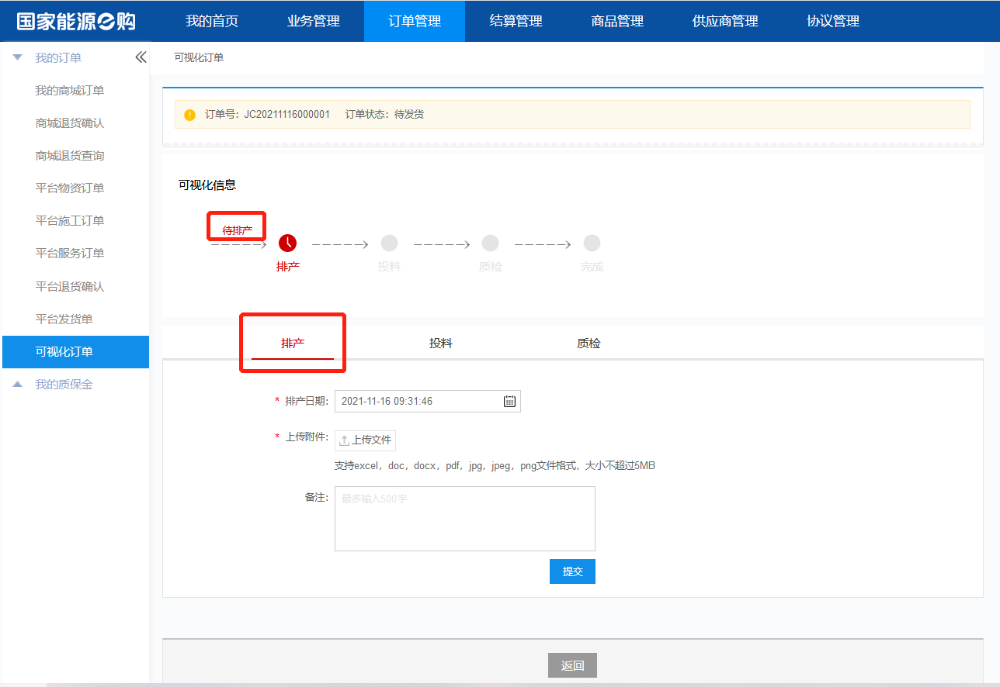 国家能源e购 我的首页 业务管理 订单管理 结算管理 商品管理 供应商管理 协议管理
我的订单
我的商城订单
商城退货确认
商城退货查询
平台物资订单
平台施工订单
平台服务订单
平台退货确认
平台发货单
可视化订单
我的质保金
可视化订单
订单号：JC20211116000001 订单状态：待发货
可视化信息
待排产
排产 投料 质检 完成
排产 投料 质检
* 排产日期: 2021-11-16 09:31:46
* 上传附件: 上传文件
支持excel，doc，docx，pdf，jpg，jpeg，png文件格式，大小不超过5MB
备注: 最多输入500字
提交
返回